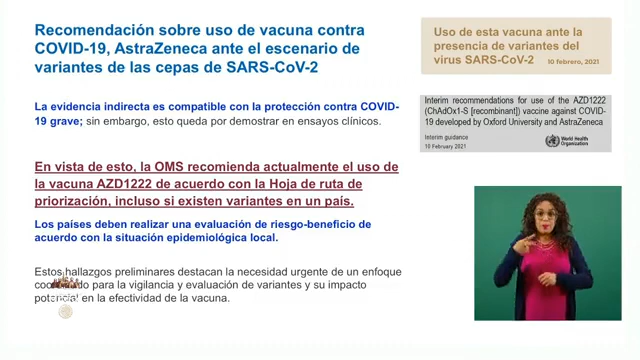 Recomendación sobre uso de vacuna contra
COVID-19, AstraZeneca ante el escenario de
variantes de las cepas de SARS-CoV-2
Uso de esta vacuna ante la
presencia de variantes del
virus SARS-CoV-2 10 febrero, 2021
Interim recommendations for use of the AZD1222
(ChAdOx1-S [recombinant]) vaccine against COVID-
19 developed by Oxford University and AstraZeneca
Interim guidance
10 February 2021
World Health
Organization
La evidencia indirecta es compatible con la protección contra COVID-
19 grave; sin embargo, esto queda por demostrar en ensayos clínicos.
En vista de esto, la OMS recomienda actualmente el uso de
la vacuna AZD1222 de acuerdo con la Hoja de ruta de
priorización, incluso si existen variantes en un país.
Los países deben realizar una evaluación de riesgo-beneficio de
acuerdo con la situación epidemiológica local.
Estos hallazgos preliminares destacan la necesidad urgente de un enfoque
para la vigilancia y evaluación de variantes y su impacto
potencial en la efectividad de la vacuna.